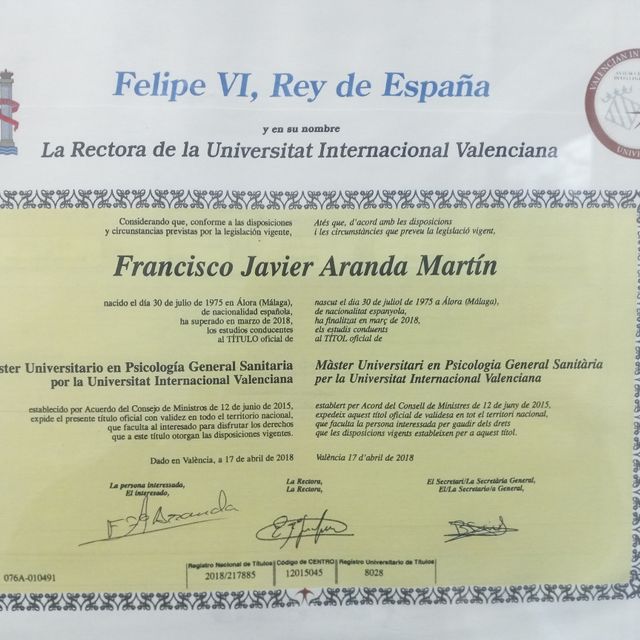 Felipe VI, Rey de España
y en su nombre
La Rectora de la Universitat Internacional Valenciana
Considerando que, conforme a las disposiciones
y circunstancias previstas por la legislación vigente,
Atés que, d'acord amb les disposicions
i les circumstàncies que preveu la legislació vigent,
Francisco Javier Aranda Martín
nacido el día 30 de julio de 1975 en Álora (Málaga),
de nacionalidad española,
ha superado en marzo de 2018,
los estudios conducentes
al TÍTULO oficial de
nascut el dia 30 de juliol de 1975 a Álora (Málaga),
de nacionalitat espanyola,
ha finalitzat en març de 2018,
els estudis conduents
al TÍTOL oficial de
ster Universitario en Psicología General Sanitaria
por la Universitat Internacional Valenciana
Màster Universitari en Psicologia General Sanitària
per la Universitat Internacional Valenciana
establecido por Acuerdo del Consejo de Ministros de 12 de junio de 2015,
expide el presente título oficial con validez en todo el territorio nacional,
que faculta al interesado para disfrutar los derechos
que a este título otorgan las disposiciones vigentes.
establert per Acord del Consell de Ministres de 12 de juny de 2015,
expedeix aquest títol oficial de validesa en tot el territori nacional,
que faculta la persona interessada per gaudir dels drets
que les disposicions vigents estableixen per a aquest títol.
Dado en València, a 17 de abril de 2018
València 17 d'abril de 2018
La persona interessada,
El interesado,
La Rectora,
La Rectora,
El Secretari/La Secretària General,
El/La Secretario/a General,
F J Aranda
Registro Nacional de Títulos
2018/217885
Código de CENTRO
12015045
Registro Universitario de Títulos
8028
076A-010491